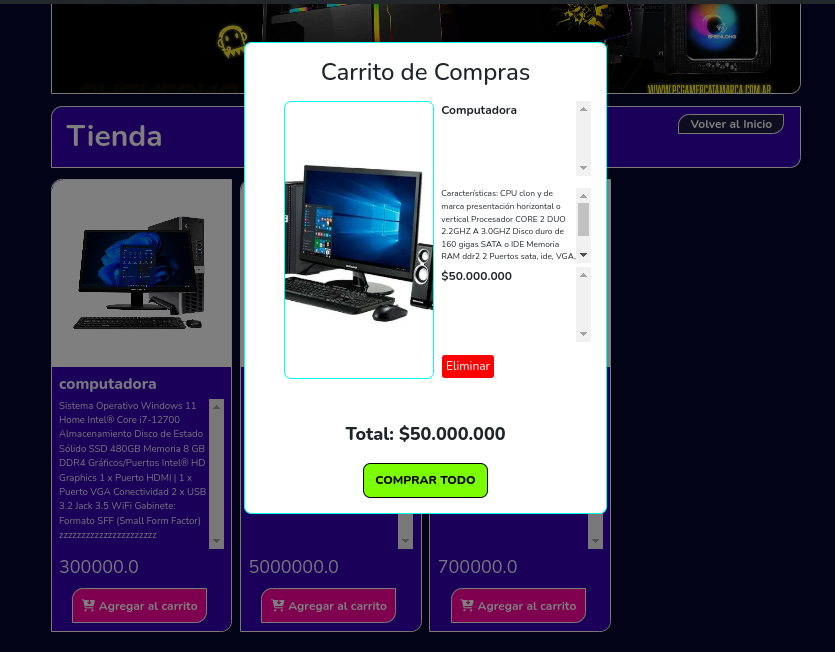 SHENLONG
WWW.PCGAMERCATAMARCA.COM.AR
Carrito de Compras
Tienda
Volver al Inicio
Computadora
Características: CPU clon y de
marca presentación horizontal o
vertical Procesador CORE 2 DUO
2.2GHZ A 3.0GHZ Disco duro de
160 gigas SATA o IDE Memoria
RAM ddr2 2 Puertos sata, ide, VGA,
$50.000.000
Eliminar
Total: $50.000.000
COMPRAR TODO
computadora
Sistema Operativo Windows 11
Home Intel® Core i7-12700
Almacenamiento Disco de Estado
Sólido SSD 480GB Memoria 8 GB
DDR4 Gráficos/Puertos Intel® HD
Graphics 1 x Puerto HDMI | 1 x
Puerto VGA Conectividad 2 x USB
3.2 Jack 3.5 WiFi Gabinete:
Formato SFF (Small Form Factor)
zzzzzzzzzzzzzzzzzzzzzz
300000.0
5000000.0
700000.0
Agregar al carrito
Agregar al carrito
Agregar al carrito